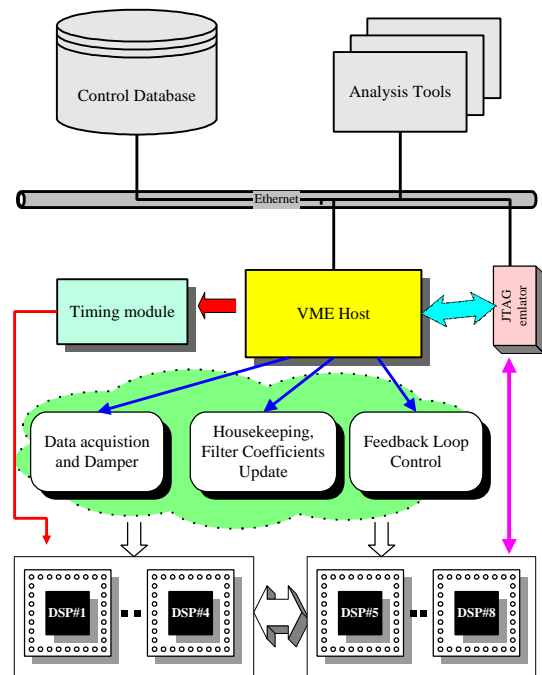 Control Database
Analysis Tools
Ethernet
Timing module
VME Host
JTAG
emlator
Data acquistion
and Damper
Housekeeping,
Filter Coefficients
Update
Feedback Loop
Control
DSP#1
DSP#4
DSP#5
DSP#8